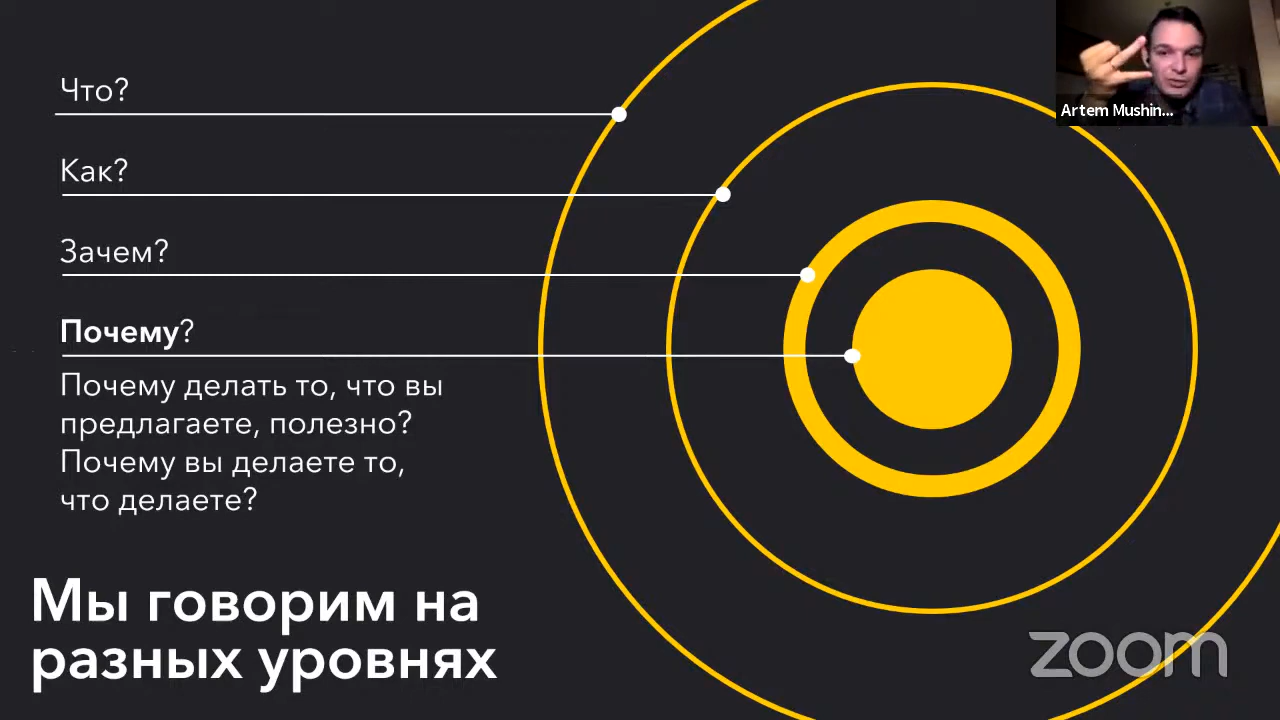 Что?
Как?
Зачем?
Почему?
Почему делать то, что вы
предлагаете, полезно?
Почему вы делаете то,
что делаете?
Мы говорим на
разных уровнях
Artem Mushin...
zoom